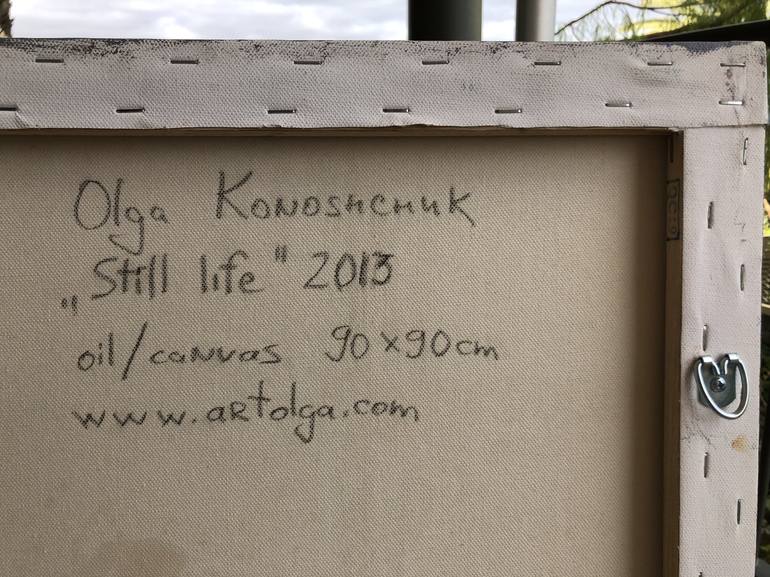 Olga Konoshchuk
„Still life" 2013
oil/canvas 90x90cm
www.artolga.com